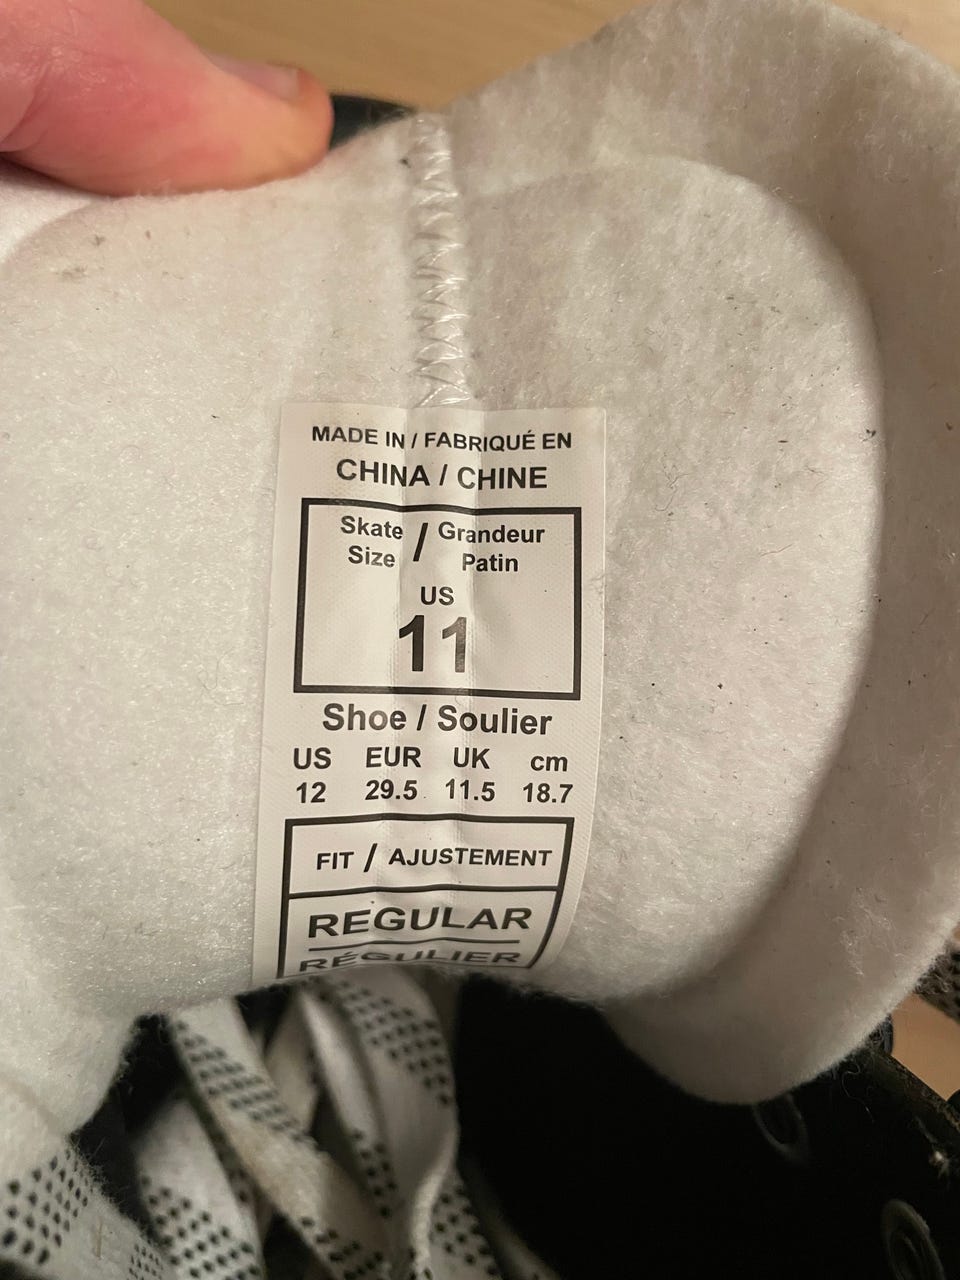 MADE IN / FABRIQUÉ EN
CHINA / CHINE
Skate Size / Grandeur Patin
US
11
Shoe / Soulier
US EUR UK cm
12 29.5 11.5 18.7
FIT / AJUSTEMENT
REGULAR
RÉGULIER